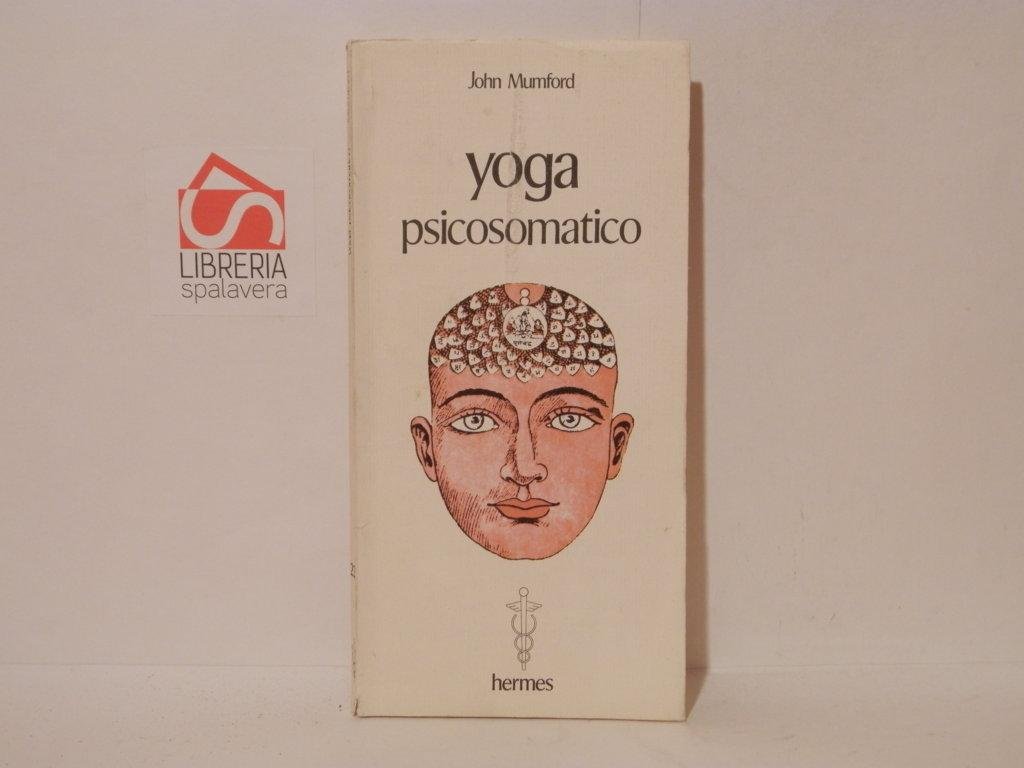 John Mumford
yoga
psicosomatico
hermes
LIBRERIA
spalavera